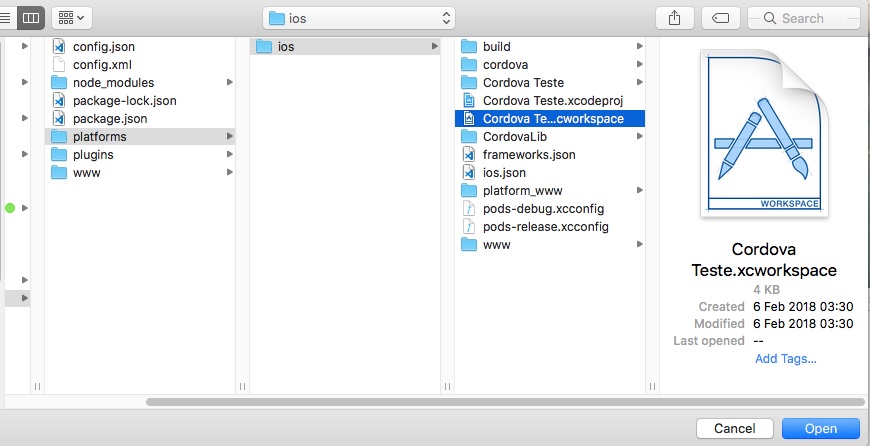 ios
Search
config.json
config.xml
node_modules
package-lock.json
package.json
platforms
plugins
www
ios
build
cordova
Cordova Teste
Cordova Teste.xcodeproj
Cordova Te...cworkspace
CordovaLib
frameworks.json
ios.json
platform_www
pods-debug.xcconfig
pods-release.xcconfig
www
WORKSPACE
Cordova
Teste.xcworkspace
4 KB
Created 6 Feb 2018 03:30
Modified 6 Feb 2018 03:30
Last opened --
Add Tags...
Cancel
Open